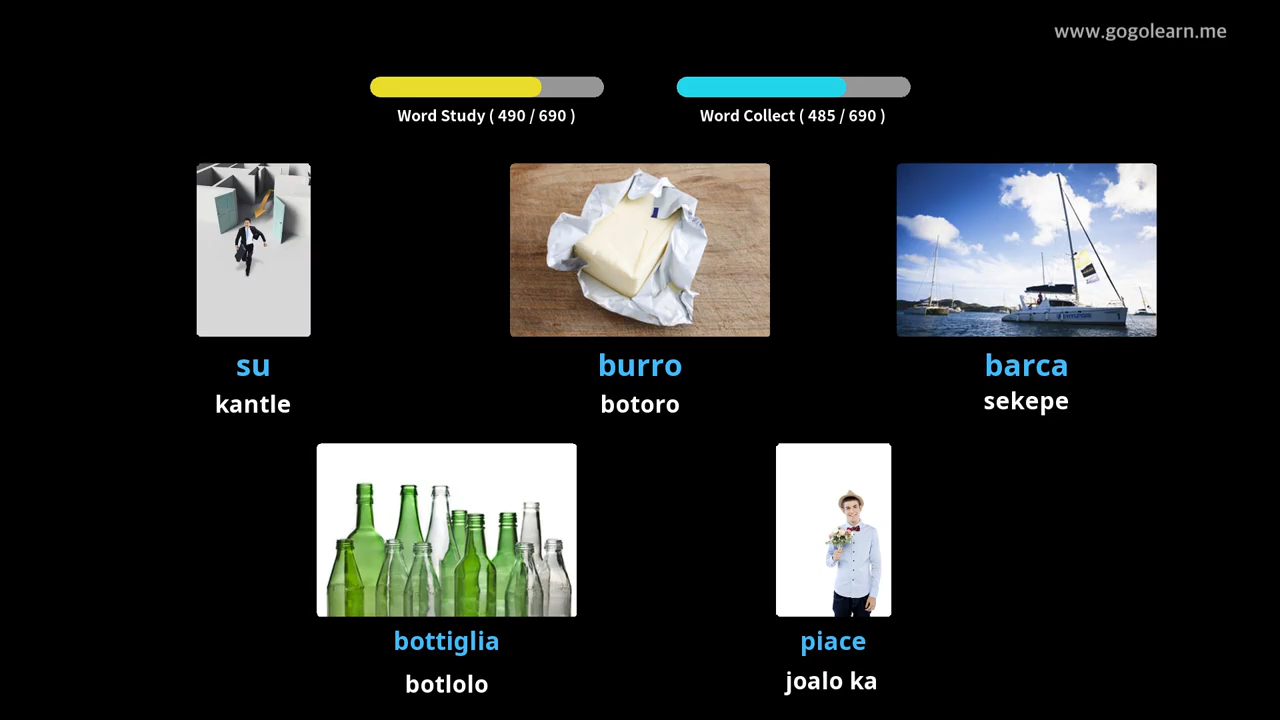 www.gogolearn.me
Word Study ( 490 / 690 )
Word Collect ( 485 / 690 )
su
burro
barca
kantle
botoro
sekepe
bottiglia
piace
botlolo
joalo ka